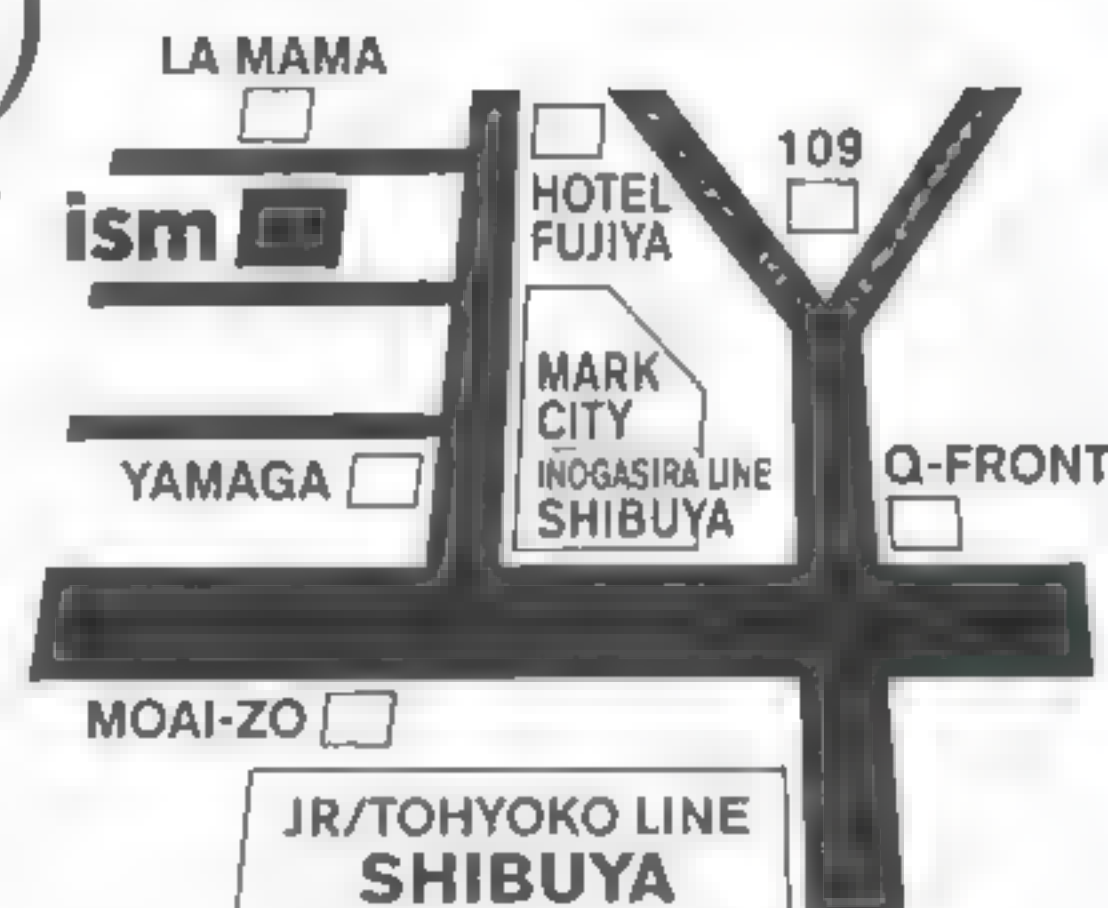 LA MAMA
109
HOTEL
FUJIYA
ism
MARK
CITY
INOGASIRA LINE
SHIBUYA
YAMAGA
Q-FRONT
MOAI-ZO
JR/TOHYOKO LINE
SHIBUYA